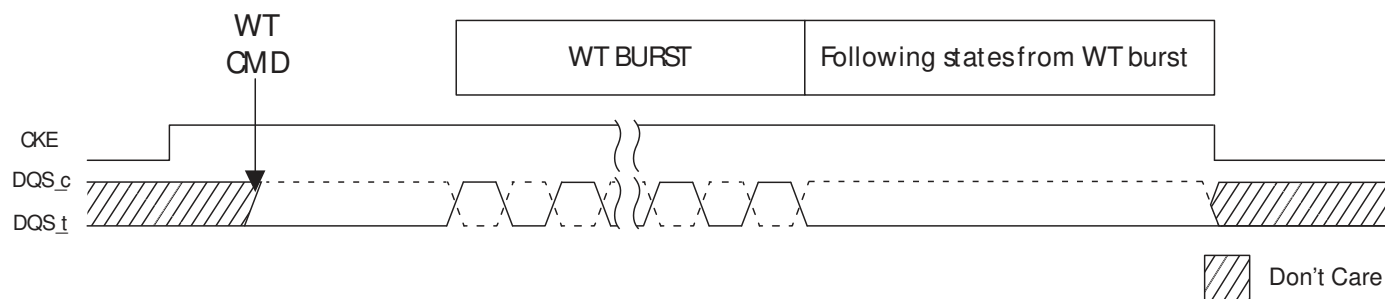 WT
CMD
WT BURST
Following states from WT burst
CKE
DQS_c
DQS_t
Don't Care